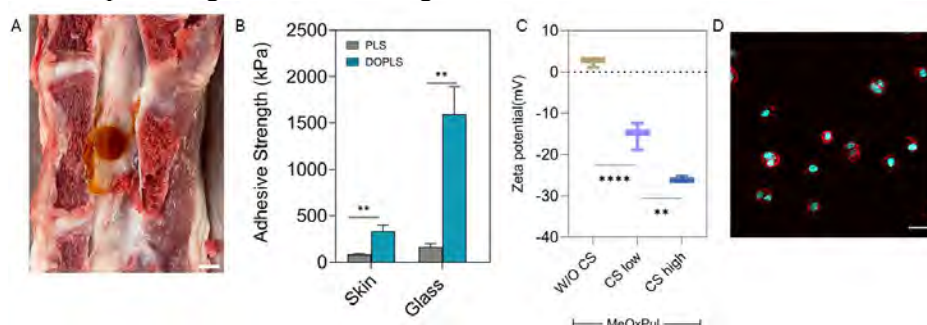 A
B
Adhesive Strength (kPa)
2500
2000
1500
1000
500
0
PLS
DOPLS
**
**
Skin
Glass
C
Zeta potential(mV)
10
0
-10
-20
-30
-40
****
**
W/O CS
CS low
CS high
MeOxPul
D